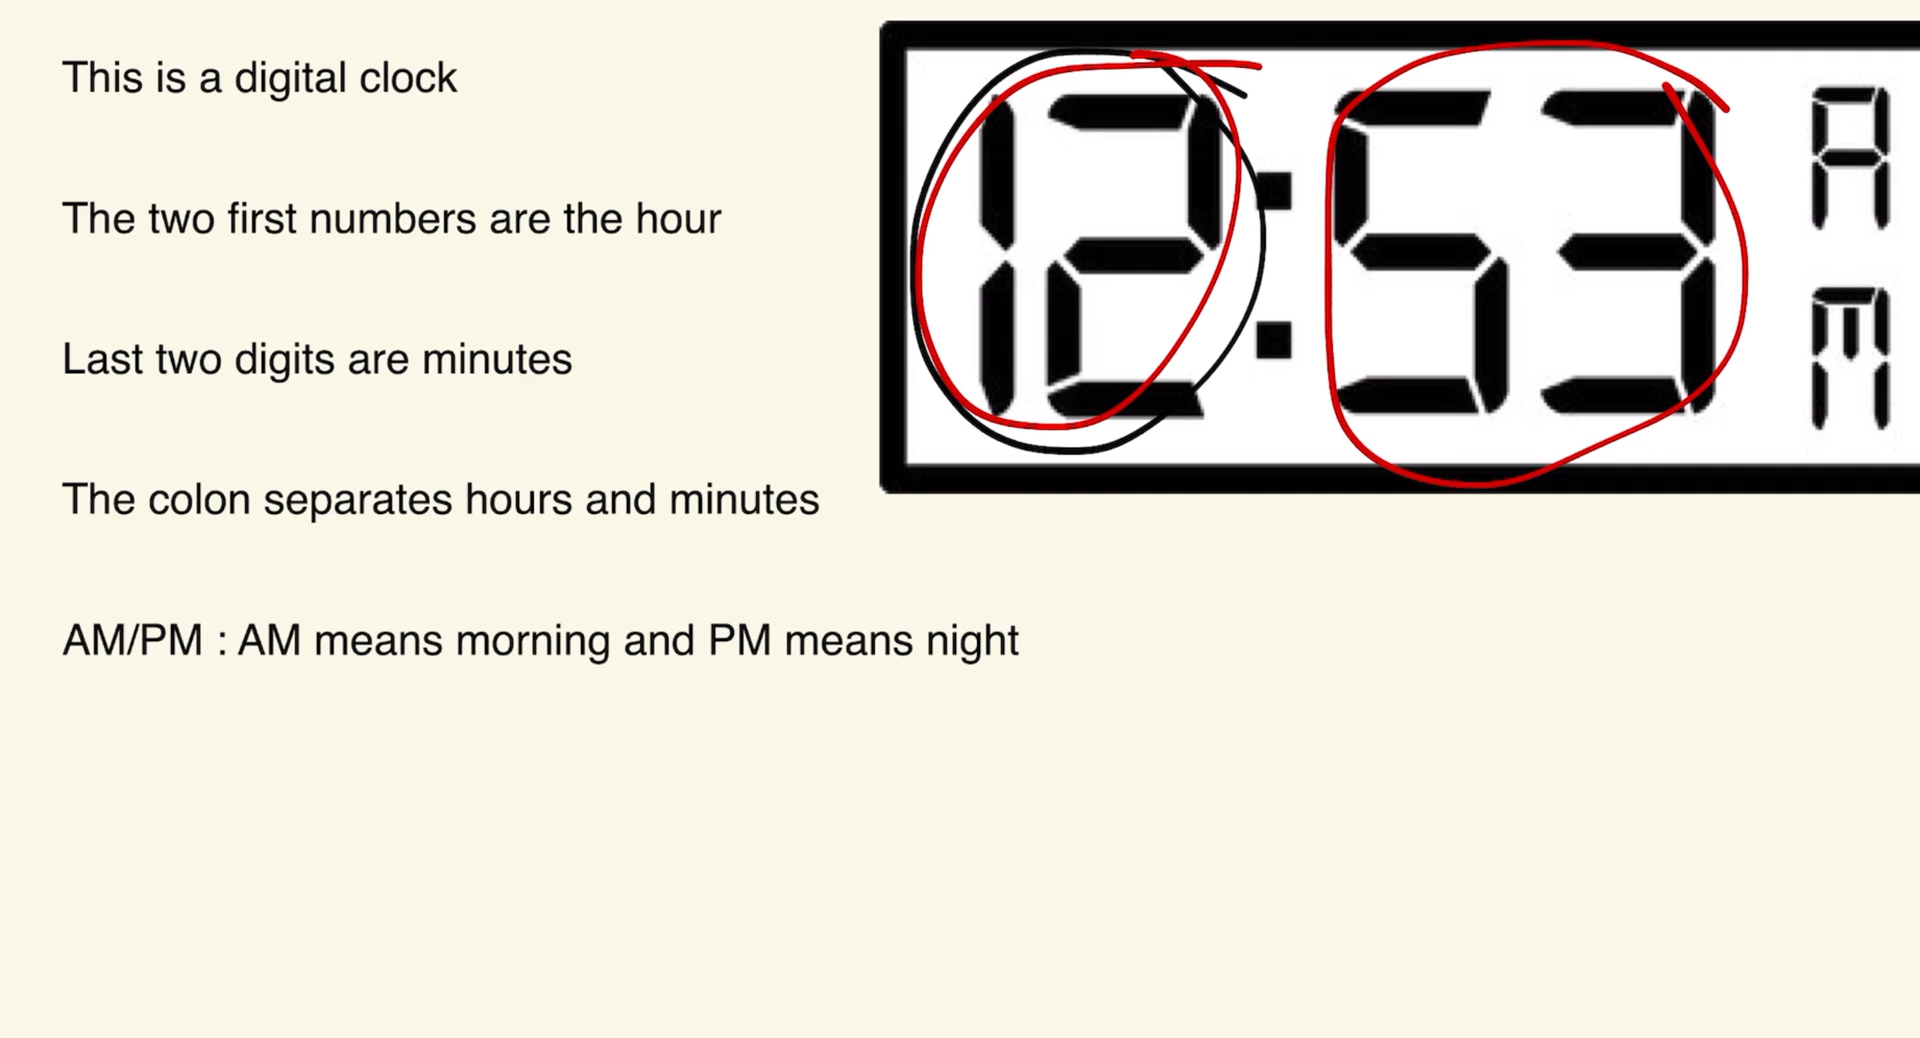 This is a digital clock
The two first numbers are the hour
Last two digits are minutes
The colon separates hours and minutes
AM/PM : AM means morning and PM means night
12:53 AM